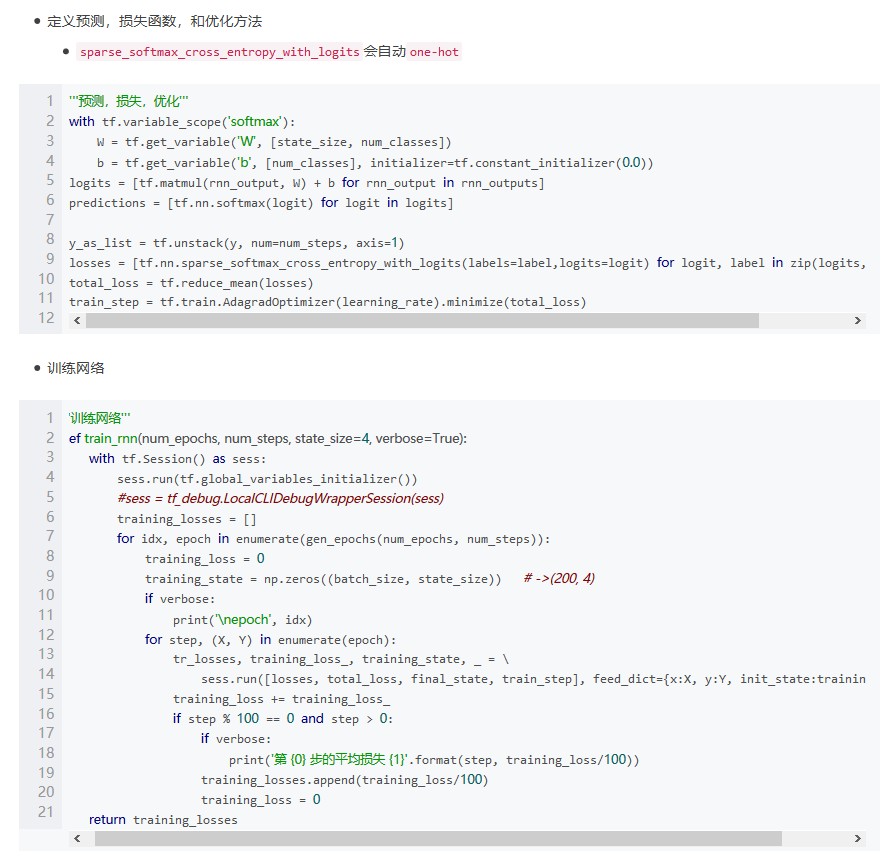 定义预测，损失函数，和优化方法
sparse_softmax_cross_entropy_with_logits 会自动 one-hot
1 '''预测，损失，优化'''
2 with tf.variable_scope('softmax'):
3 W = tf.get_variable('W', [state_size, num_classes])
4 b = tf.get_variable('b', [num_classes], initializer=tf.constant_initializer(0.0))
5 logits = [tf.matmul(rnn_output, W) + b for rnn_output in rnn_outputs]
6 predictions = [tf.nn.softmax(logit) for logit in logits]
7
8 y_as_list = tf.unstack(y, num=num_steps, axis=1)
9 losses = [tf.nn.sparse_softmax_cross_entropy_with_logits(labels=label,logits=logit) for logit, label in zip(logits,
10 total_loss = tf.reduce_mean(losses)
11 train_step = tf.train.AdagradOptimizer(learning_rate).minimize(total_loss)
12
训练网络
1 '训练网络'''
2 ef train_rnn(num_epochs, num_steps, state_size=4, verbose=True):
3 with tf.Session() as sess:
4 sess.run(tf.global_variables_initializer())
5 #sess = tf_debug.LocalCLIDebugWrapperSession(sess)
6 training_losses = []
7 for idx, epoch in enumerate(gen_epochs(num_epochs, num_steps)):
8 training_loss = 0
9 training_state = np.zeros((batch_size, state_size)) # ->(200, 4)
10 if verbose:
11 print('\nepoch', idx)
12 for step, (X, Y) in enumerate(epoch):
13 tr_losses, training_loss_, training_state, _ = \
14 sess.run([losses, total_loss, final_state, train_step], feed_dict={x:X, y:Y, init_state:trainin
15 training_loss += training_loss_
16 if step % 100 == 0 and step > 0:
17 if verbose:
18 print('第 {0} 步的平均损失 {1}'.format(step, training_loss/100))
19 training_losses.append(training_loss/100)
20 training_loss = 0
21 return training_losses